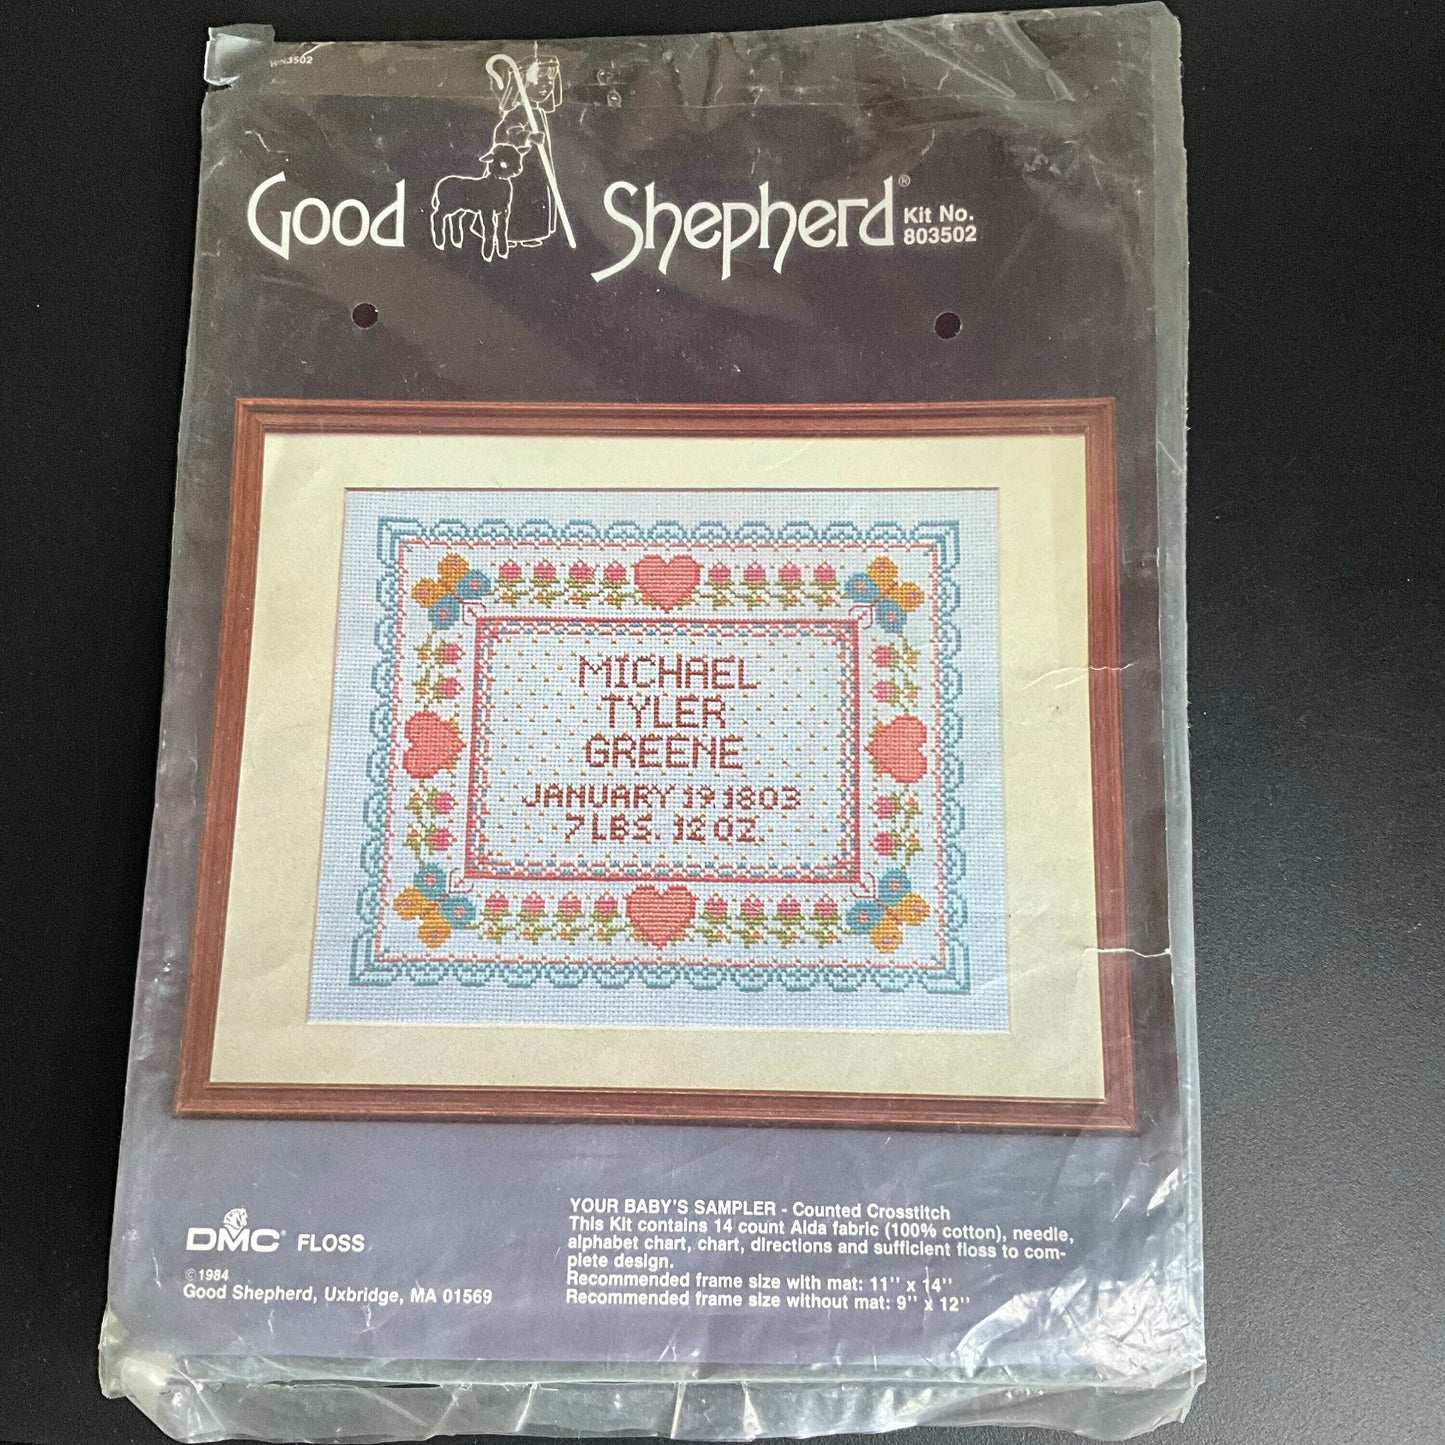 WN3502
Good Shepherd®
Kit No.
803502
MICHAEL
TYLER
GREENE
JANUARY 19 1803
7 LBS. 12 OZ.
DMC® FLOSS
©1984
Good Shepherd, Uxbridge, MA 01569
YOUR BABY'S SAMPLER - Counted Crosstitch
This Kit contains 14 count Aida fabric (100% cotton), needle,
alphabet chart, chart, directions and sufficient floss to com-
plete design.
Recommended frame size with mat: 11" x 14"
Recommended frame size without mat: 9" x 12"